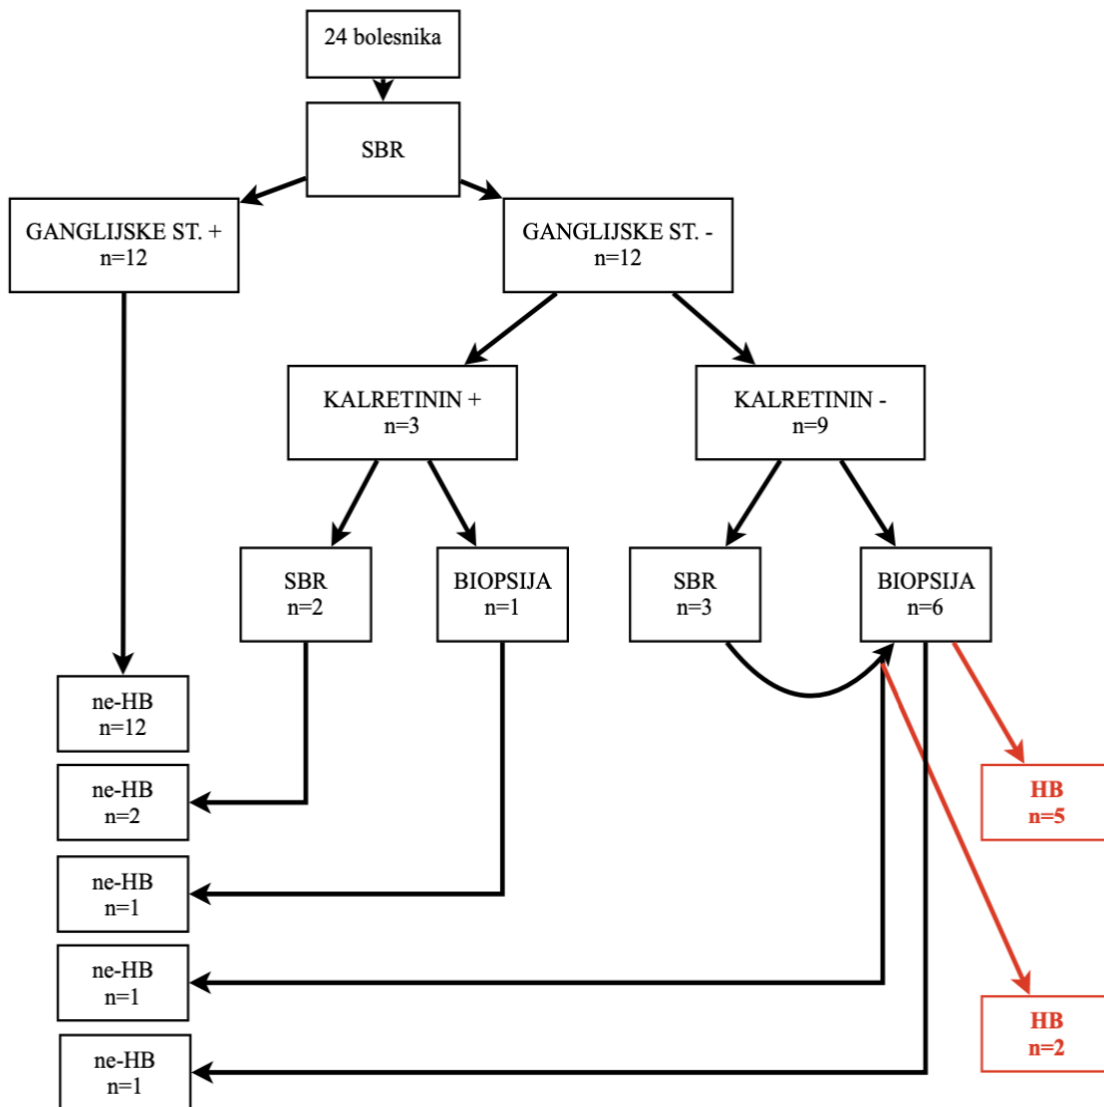 24 bolesnika
SBR
GANGLIJSKE ST. +
n=12
GANGLIJSKE ST. -
n=12
KALRETININ +
n=3
KALRETININ -
n=9
SBR
n=2
BIOPSIJA
n=1
SBR
n=3
BIOPSIJA
n=6
ne-HB
n=12
ne-HB
n=2
HB
n=5
ne-HB
n=1
ne-HB
n=1
HB
n=2
ne-HB
n=1